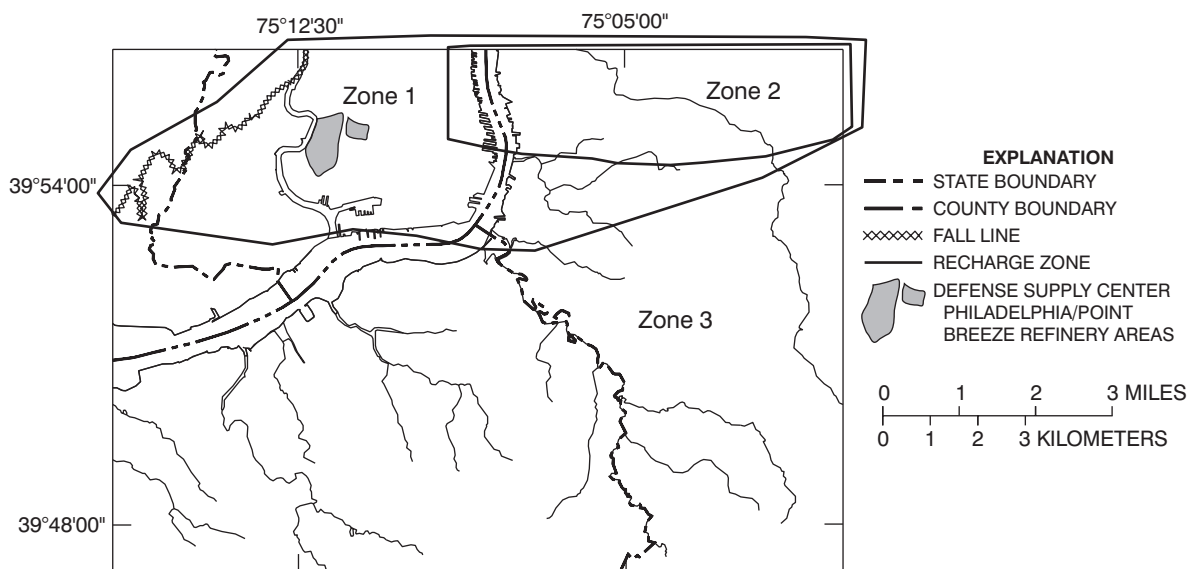 75°12'30"
75°05'00"
Zone 1
Zone 2
39°54'00"
Zone 3
39°48'00"
EXPLANATION
STATE BOUNDARY
COUNTY BOUNDARY
FALL LINE
RECHARGE ZONE
DEFENSE SUPPLY CENTER
PHILADELPHIA/POINT
BREEZE REFINERY AREAS
0 1 2 3 MILES
0 1 2 3 KILOMETERS